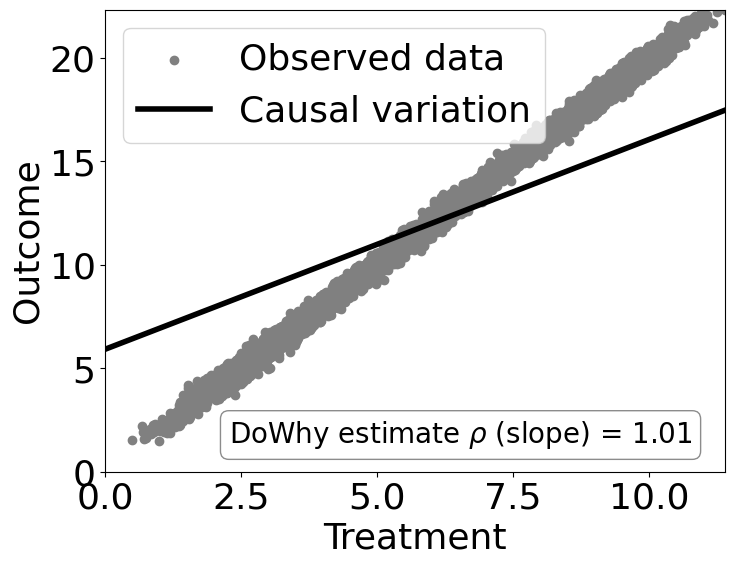 Observed data
Causal variation
20
15
10
5
0
Outcome
DoWhy estimate ρ (slope) = 1.01
0.0 2.5 5.0 7.5 10.0
Treatment